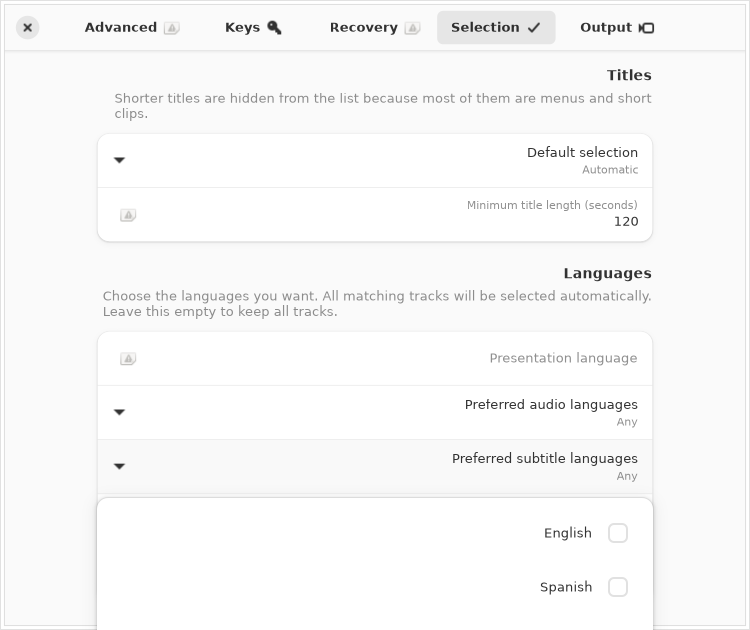 Advanced
Keys
Recovery
Selection
Output
Titles
Shorter titles are hidden from the list because most of them are menus and short
clips.
Default selection
Automatic
Minimum title length (seconds)
120
Languages
Choose the languages you want. All matching tracks will be selected automatically.
Leave this empty to keep all tracks.
Presentation language
Preferred audio languages
Any
Preferred subtitle languages
Any
English
Spanish